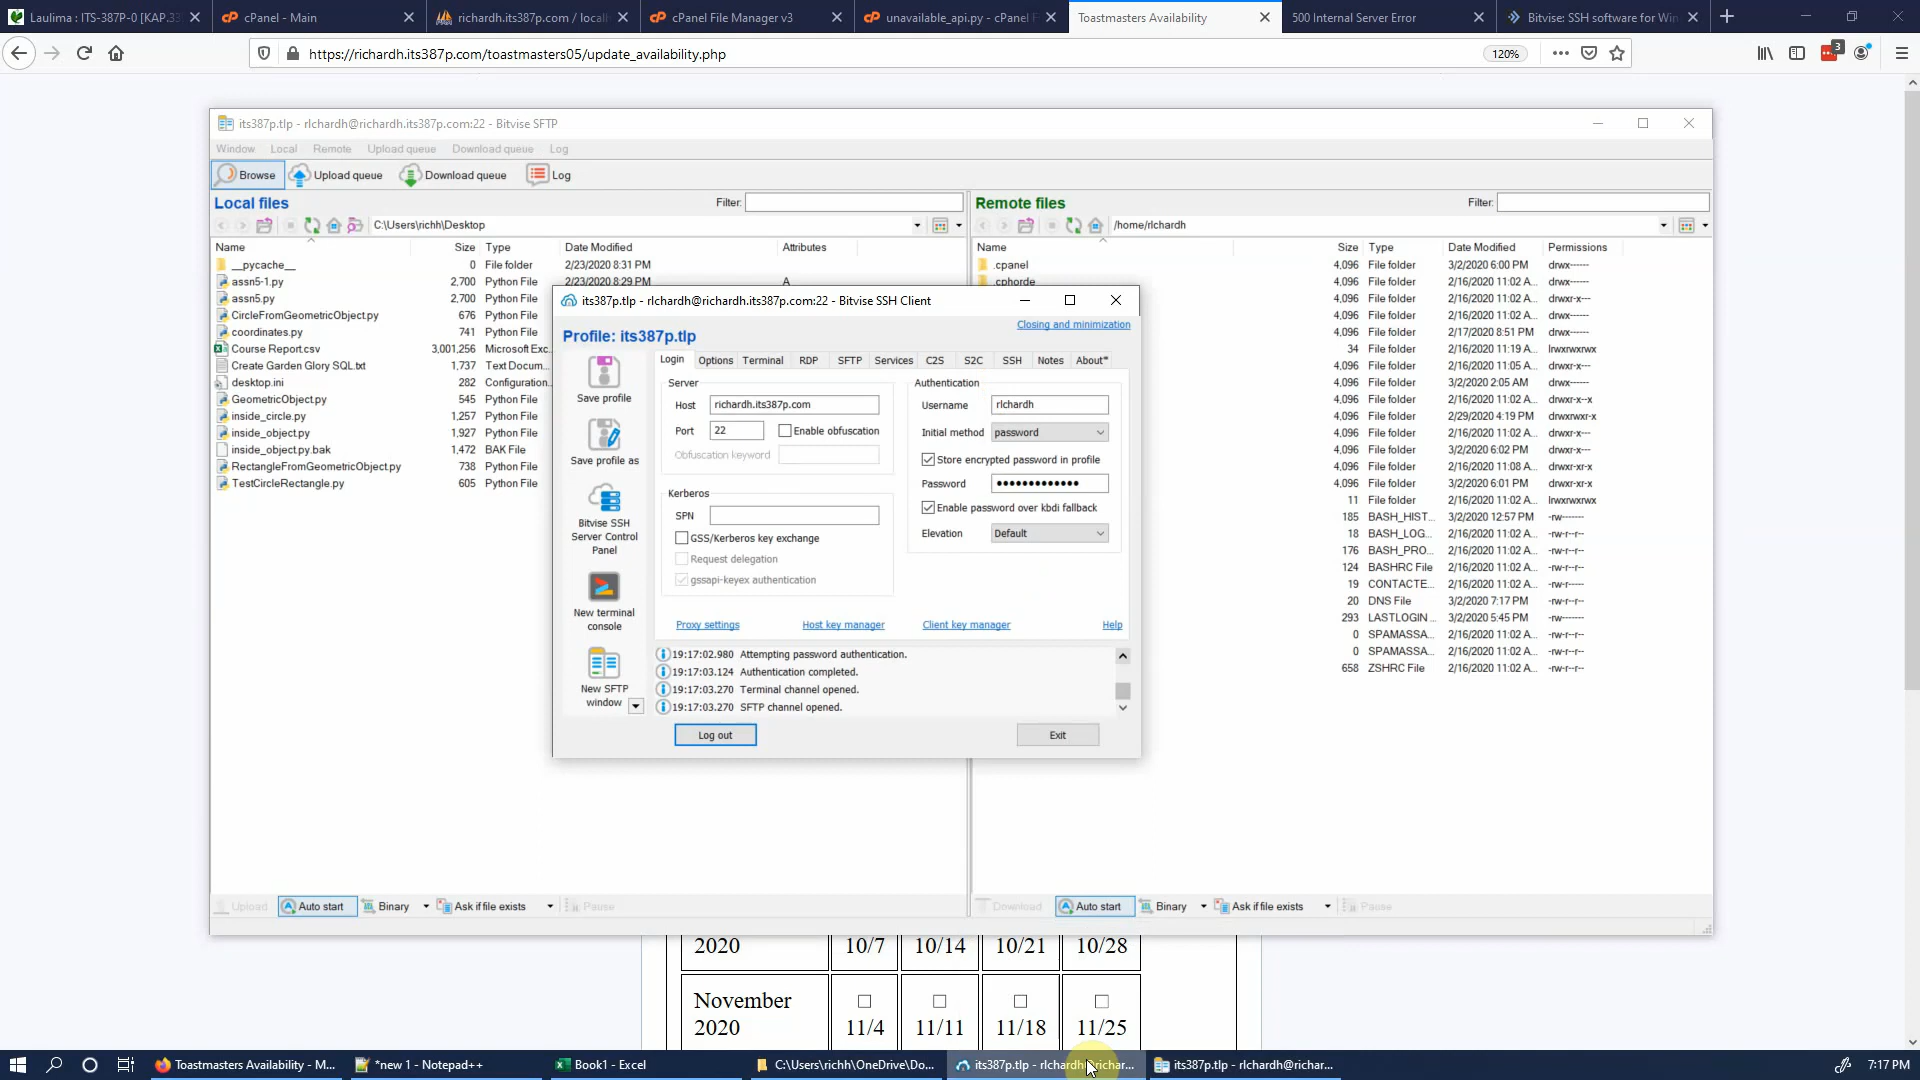 Laulima : ITS-387P-0 [KAP.33
cPanel - Main
richardh.its387p.com / locall
cPanel File Manager v3
unavailable_api.py - cPanel F
Toastmasters Availability
500 Internal Server Error
Bitvise: SSH software for Win
https://richardh.its387p.com/toastmasters05/update_availability.php
120%
3
its387p.tlp - rlchardh@richardh.its387p.com:22 - Bitvise SFTP
Window Local Remote Upload queue Download queue Log
Browse Upload queue Download queue Log
Local files Filter:
Remote files Filter:
C:\Users\richh\Desktop
/home/rlchardh
Name Size Type Date Modified Attributes
__pycache__ 0 File folder 2/23/2020 8:31 PM
assn5-1.py 2,700 Python File 2/23/2020 8:29 PM A
assn5.py 2,700 Python File
CircleFromGeometricObject.py 676 Python File
coordinates.py 741 Python File
Course Report.csv 3,001,256 Microsoft Exc...
Create Garden Glory SQL.txt 1,737 Text Docum...
desktop.ini 282 Configuration...
GeometricObject.py 545 Python File
inside_circle.py 1,257 Python File
inside_object.py 1,927 Python File
inside_object.py.bak 1,472 BAK File
RectangleFromGeometricObject.py 738 Python File
TestCircleRectangle.py 605 Python File
Name Size Type Date Modified Permissions
.cpanel 4,096 File folder 3/2/2020 6:00 PM drwx------
.cphorde 4,096 File folder 2/16/2020 11:02 A... drwx------
4,096 File folder 2/16/2020 11:02 A... drwxr-x---
4,096 File folder 2/16/2020 11:02 A... drwx------
4,096 File folder 2/17/2020 8:51 PM drwx------
34 File folder 2/16/2020 11:19 A... lrwxrwxrwx
4,096 File folder 2/16/2020 11:05 A... drwx------
4,096 File folder 3/2/2020 2:05 AM drwx------
4,096 File folder 2/16/2020 11:02 A... drwxr-x--x
4,096 File folder 2/29/2020 4:19 PM drwxrwxr-x
4,096 File folder 2/16/2020 11:02 A... drwxr-x---
4,096 File folder 3/2/2020 6:02 PM drwx------
4,096 File folder 2/16/2020 11:08 A... drwxr-xr-x
4,096 File folder 3/2/2020 6:01 PM drwxr-xr-x
11 File folder 2/16/2020 11:02 A... lrwxrwxrwx
185 BASH_HIST... 3/2/2020 12:57 PM -rw-------
18 BASH_LOG... 2/16/2020 11:02 A... -rw-r--r--
176 BASH_PRO... 2/16/2020 11:02 A... -rw-r--r--
124 BASHRC File 2/16/2020 11:02 A... -rw-r--r--
19 CONTACTE... 2/16/2020 11:02 A... -rw-r-----
20 DNS File 3/2/2020 7:17 PM -rw-r--r--
293 LASTLOGIN ... 3/2/2020 5:45 PM -rw-------
0 SPAMASSA... 2/16/2020 11:02 A... -rw-r--r--
0 SPAMASSA... 2/16/2020 11:02 A... -rw-r--r--
658 ZSHRC File 2/16/2020 11:02 A... -rw-r--r--
its387p.tlp - rlchardh@richardh.its387p.com:22 - Bitvise SSH Client
Profile: its387p.tlp
Closing and minimization
Save profile
Save profile as
Bitvise SSH
Server Control
Panel
New terminal
console
New SFTP
window
Login Options Terminal RDP SFTP Services C2S S2C SSH Notes About*
Server
Host richardh.its387p.com
Port 22 Enable obfuscation
Obfuscation keyword
Kerberos
SPN
GSS/Kerberos key exchange
Request delegation
gssapi-keyex authentication
Authentication
Username rlchardh
Initial method password
Store encrypted password in profile
Password •••••••••••••
Enable password over kbdi fallback
Elevation Default
Proxy settings Host key manager Client key manager Help
19:17:02.980 Attempting password authentication.
19:17:03.124 Authentication completed.
19:17:03.270 Terminal channel opened.
19:17:03.270 SFTP channel opened.
Log out Exit
Upload Auto start Binary Ask if file exists Pause
Download Auto start Binary Ask if file exists Pause
2020 10/7 10/14 10/21 10/28
November
2020 11/4 11/11 11/18 11/25
Toastmasters Availability - M...
*new 1 - Notepad++
Book1 - Excel
C:\Users\richh\OneDrive\Do...
its387p.tlp - rlchardh@richar...
its387p.tlp - rlchardh@richar...
7:17 PM